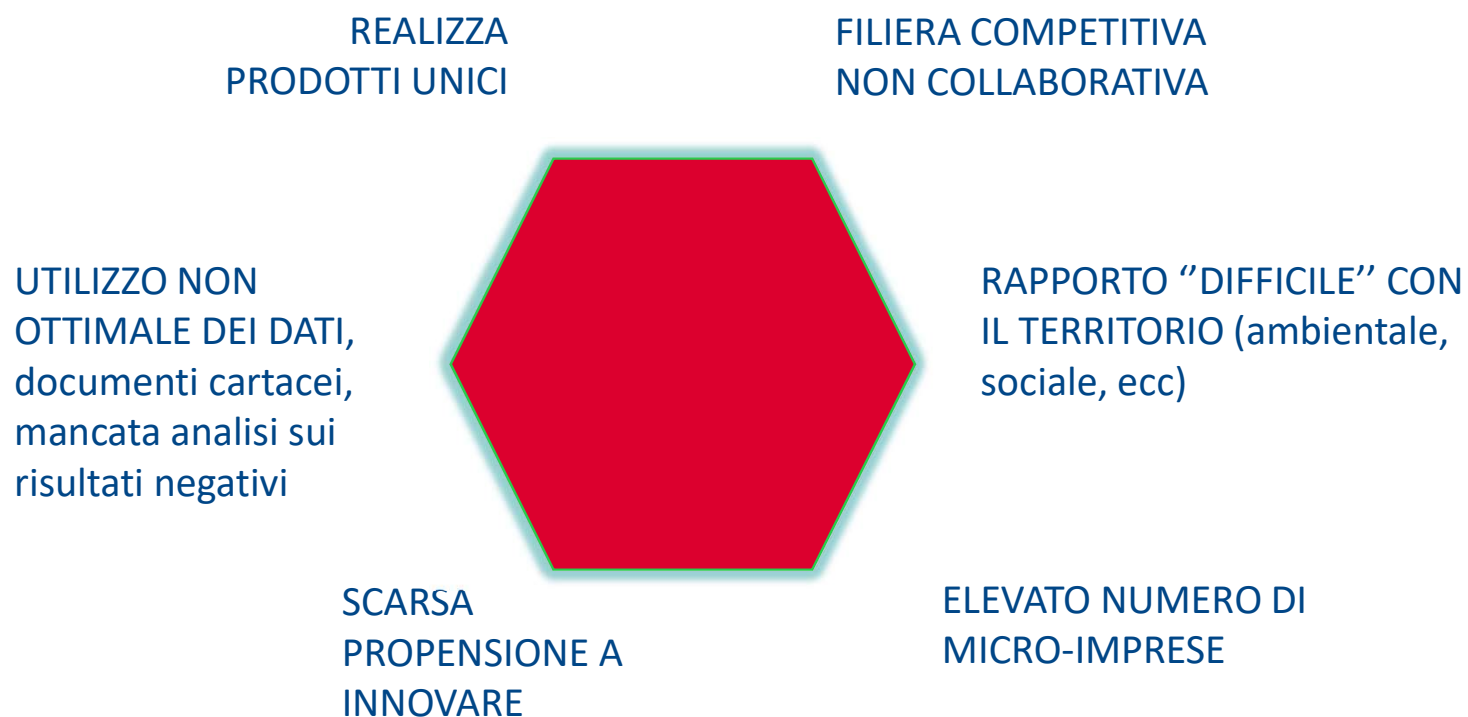 REALIZZA
PRODOTTI UNICI
FILIERA COMPETITIVA
NON COLLABORATIVA
UTILIZZO NON
OTTIMALE DEI DATI,
documenti cartacei,
mancata analisi sui
risultati negativi
RAPPORTO ‘’DIFFICILE’’ CON
IL TERRITORIO (ambientale,
sociale, ecc)
SCARSA
PROPENSIONE A
INNOVARE
ELEVATO NUMERO DI
MICRO-IMPRESE